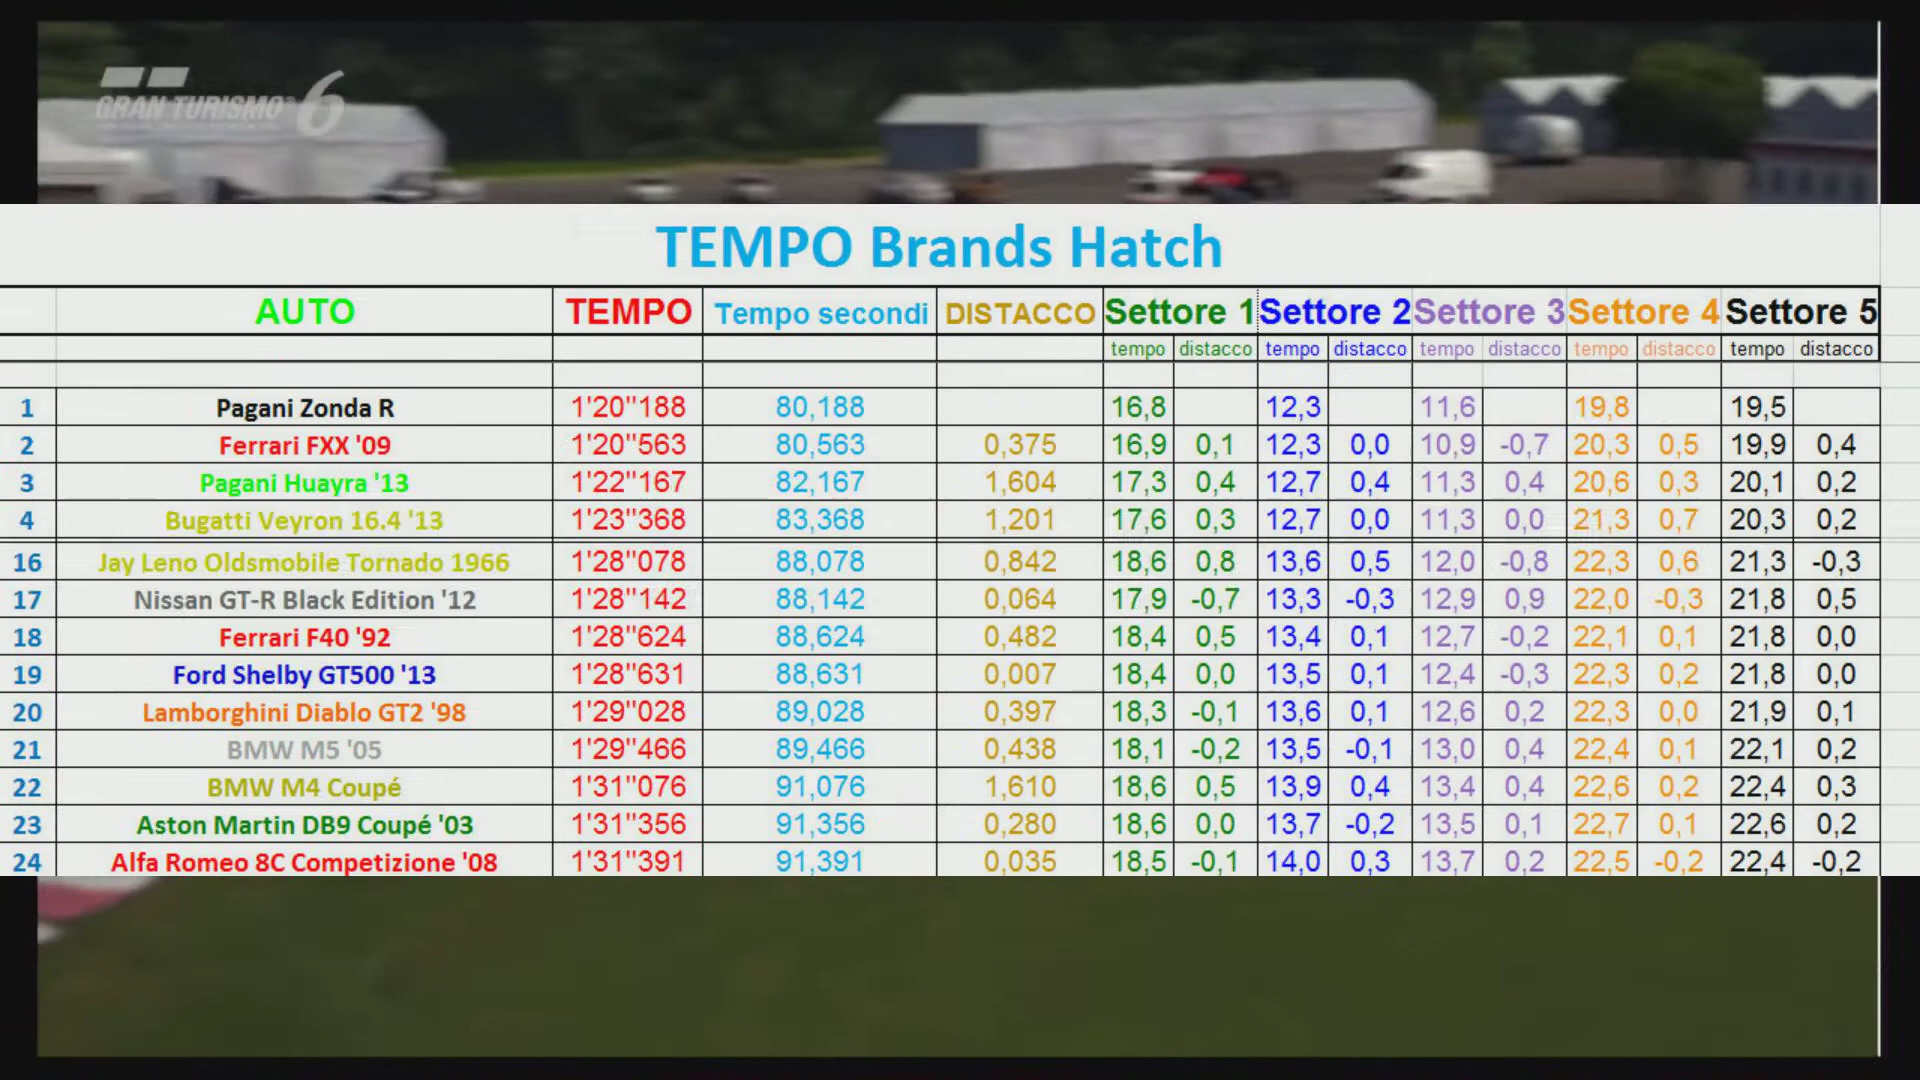 GRAN TURISMO 6
TEMPO Brands Hatch
AUTO TEMPO Tempo secondi DISTACCO Settore 1 Settore 2 Settore 3 Settore 4 Settore 5
tempo distacco tempo distacco tempo distacco tempo distacco tempo distacco
1 Pagani Zonda R 1'20"188 80,188 16,8 12,3 11,6 19,8 19,5
2 Ferrari FXX '09 1'20"563 80,563 0,375 16,9 0,1 12,3 0,0 10,9 -0,7 20,3 0,5 19,9 0,4
3 Pagani Huayra '13 1'22"167 82,167 1,604 17,3 0,4 12,7 0,4 11,3 0,4 20,6 0,3 20,1 0,2
4 Bugatti Veyron 16.4 '13 1'23"368 83,368 1,201 17,6 0,3 12,7 0,0 11,3 0,0 21,3 0,7 20,3 0,2
16 Jay Leno Oldsmobile Tornado 1966 1'28"078 88,078 0,842 18,6 0,8 13,6 0,5 12,0 -0,8 22,3 0,6 21,3 -0,3
17 Nissan GT-R Black Edition '12 1'28"142 88,142 0,064 17,9 -0,7 13,3 -0,3 12,9 0,9 22,0 -0,3 21,8 0,5
18 Ferrari F40 '92 1'28"624 88,624 0,482 18,4 0,5 13,4 0,1 12,7 -0,2 22,1 0,1 21,8 0,0
19 Ford Shelby GT500 '13 1'28"631 88,631 0,007 18,4 0,0 13,5 0,1 12,4 -0,3 22,3 0,2 21,8 0,0
20 Lamborghini Diablo GT2 '98 1'29"028 89,028 0,397 18,3 -0,1 13,6 0,1 12,6 0,2 22,3 0,0 21,9 0,1
21 BMW M5 '05 1'29"466 89,466 0,438 18,1 -0,2 13,5 -0,1 13,0 0,4 22,4 0,1 22,1 0,2
22 BMW M4 Coupé 1'31"076 91,076 1,610 18,6 0,5 13,9 0,4 13,4 0,4 22,6 0,2 22,4 0,3
23 Aston Martin DB9 Coupé '03 1'31"356 91,356 0,280 18,6 0,0 13,7 -0,2 13,5 0,1 22,7 0,1 22,6 0,2
24 Alfa Romeo 8C Competizione '08 1'31"391 91,391 0,035 18,5 -0,1 14,0 0,3 13,7 0,2 22,5 -0,2 22,4 -0,2